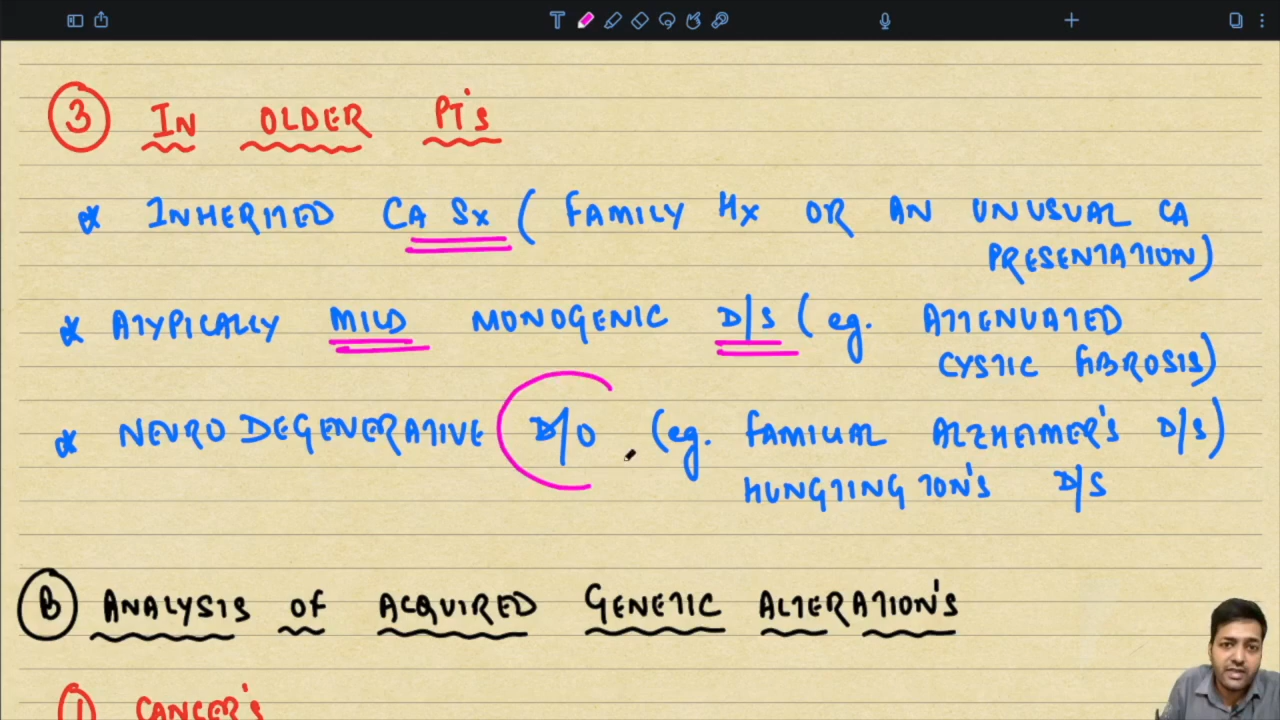 3 IN OLDER PT'S
* INHERITED CA SX ( FAMILY HX OR AN UNUSUAL CA
PRESENTATION)
* ATYPICALLY MILD MONOGENIC D/S ( eg. ATTENUATED
CYSTIC FIBROSIS)
* NEURO DEGENERATIVE D/O (eg. FAMILIAL ALZHEIMER'S D/S)
HUNGTINGTON'S D/S
B ANALYSIS OF ACQUIRED GENETIC ALTERATION'S
1 CANCER'S